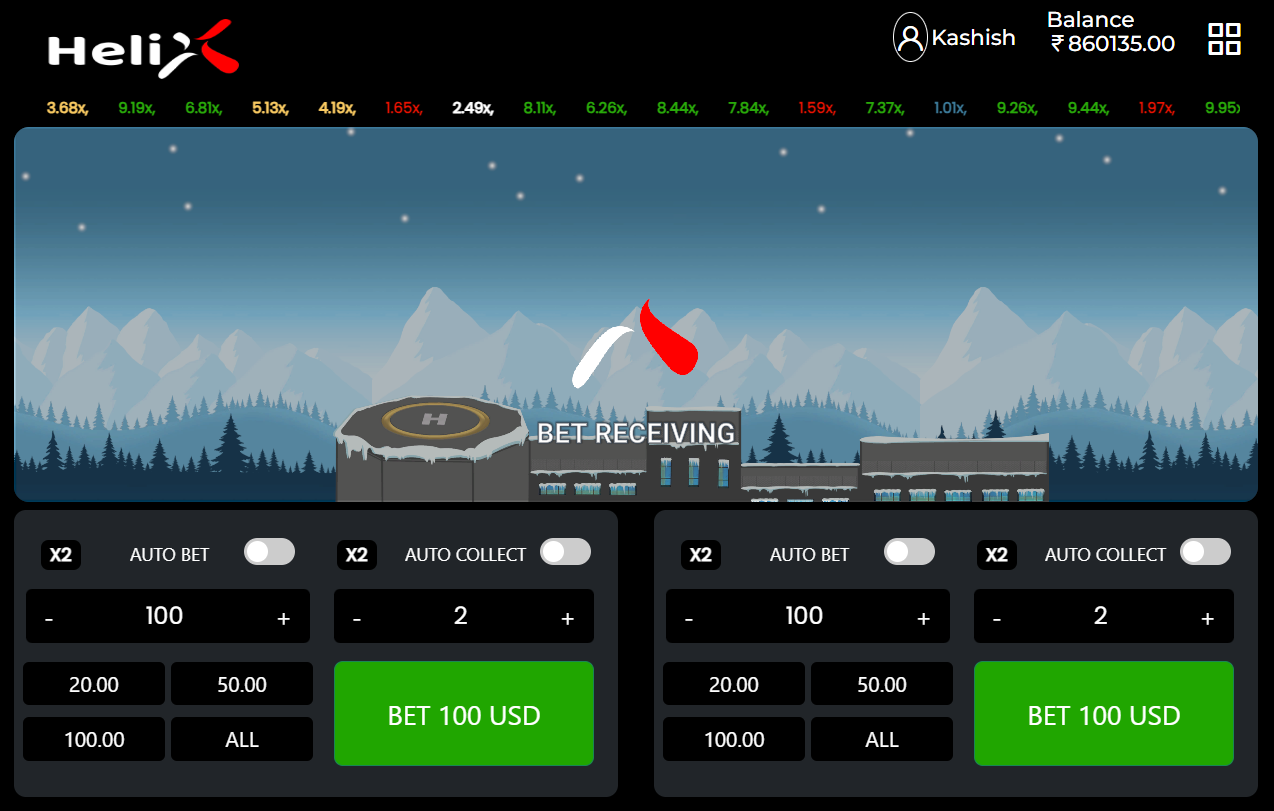 HeliX
Kashish
Balance
₹860135.00
3.68x, 9.19x, 6.81x, 5.13x, 4.19x, 1.65x, 2.49x, 8.11x, 6.26x, 8.44x, 7.84x, 1.59x, 7.37x, 1.01x, 9.26x, 9.44x, 1.97x, 9.95x
H
BET RECEIVING
X2 AUTO BET X2 AUTO COLLECT
- 100 + - 2 +
20.00 50.00
100.00 ALL
BET 100 USD
X2 AUTO BET X2 AUTO COLLECT
- 100 + - 2 +
20.00 50.00
100.00 ALL
BET 100 USD